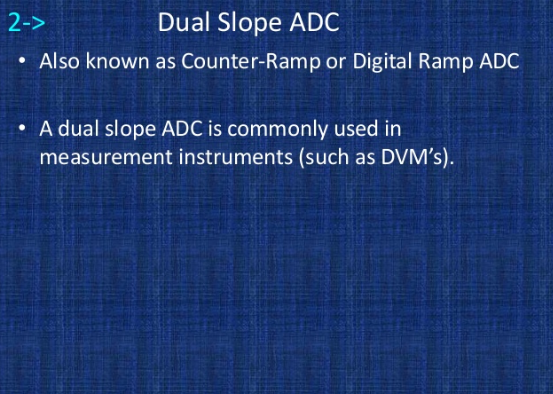 2-> Dual Slope ADC
• Also known as Counter-Ramp or Digital Ramp ADC
• A dual slope ADC is commonly used in
measurement instruments (such as DVM’s).